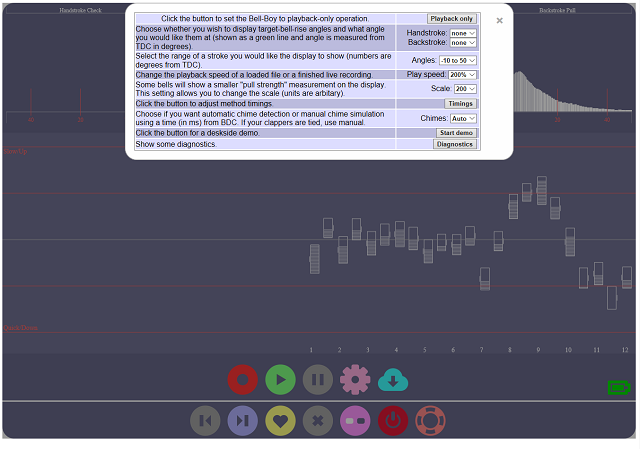 Handstroke Check
Backstroke Pull
Click the button to set the Bell-Boy to playback-only operation.
Playback only
×
Choose whether you wish to display target-bell-rise angles and what angle
you would like them at (shown as a green line and angle is measured from
TDC in degrees).
Handstroke: none
Backstroke: none
Select the range of a stroke you would like the display to show (numbers are
degrees from TDC).
Angles: -10 to 50
Change the playback speed of a loaded file or a finished live recording.
Play speed: 200%
Some bells will show a smaller "pull strength" measurement on the display.
This setting allows you to change the scale (units are arbitary).
Scale: 200
Click the button to adjust method timings.
Timings
Choose if you want automatic chime detection or manual chime simulation
using a time (in ms) from BDC. If your clappers are tied, use manual.
Chimes: Auto
Click the button for a deskside demo.
Start demo
Show some diagnostics.
Diagnostics
1 2 3 4 5 6 7 8 9 10 11 12